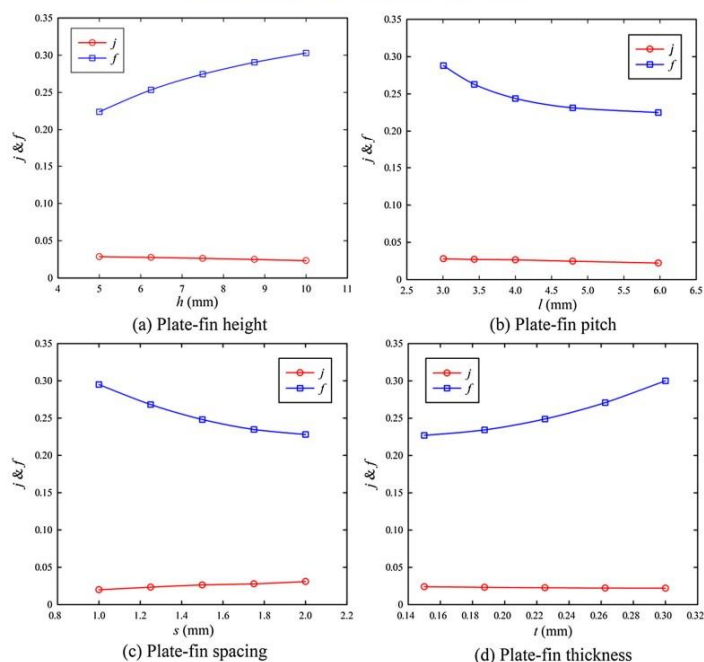 0.35
0.30
0.25
0.20
0.15
0.10
0.05
0
j & f
j
f
4 5 6 7 8 9 10 11
h (mm)
(a) Plate-fin height
0.35
0.30
0.25
0.20
0.15
0.10
0.05
0
j & f
j
f
2.5 3.0 3.5 4.0 4.5 5.0 5.5 6.0 6.5
l (mm)
(b) Plate-fin pitch
0.35
0.30
0.25
0.20
0.15
0.10
0.05
0
j & f
j
f
0.8 1.0 1.2 1.4 1.6 1.8 2.0 2.2
s (mm)
(c) Plate-fin spacing
0.35
0.30
0.25
0.20
0.15
0.10
0.05
0
j & f
j
f
0.14 0.16 0.18 0.20 0.22 0.24 0.26 0.28 0.30 0.32
t (mm)
(d) Plate-fin thickness